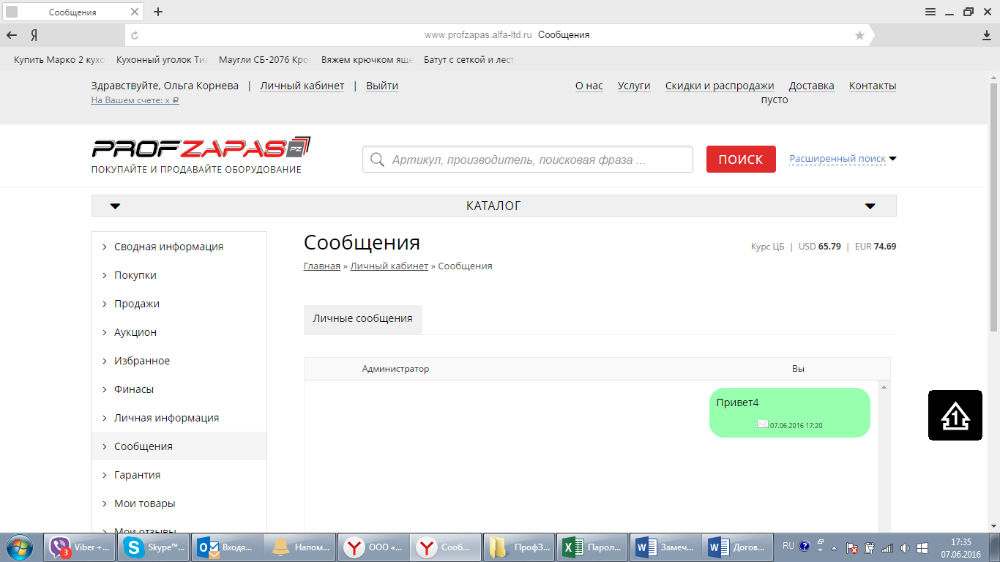 Сообщения
www.profzapas.alfa-ltd.ru Сообщения
Купить Марко 2 кухо Кухонный уголок Тиа Маугли СБ-2076 Кро Вяжем крючком яще Батут с сеткой и лест
Здравствуйте, Ольга Корнева | Личный кабинет | Выйти
О нас Услуги Скидки и распродажи Доставка Контакты
На Вашем счете: x ₽
пусто
PROFZAPAS PZ
ПОКУПАЙТЕ И ПРОДАВАЙТЕ ОБОРУДОВАНИЕ
Артикул, производитель, поисковая фраза ...
ПОИСК
Расширенный поиск
КАТАЛОГ
Сводная информация
Покупки
Продажи
Аукцион
Избранное
Финасы
Личная информация
Сообщения
Гарантия
Мои товары
Мои отзывы
Сообщения
Курс ЦБ | USD 65.79 | EUR 74.69
Главная » Личный кабинет » Сообщения
Личные сообщения
Администратор Вы
Привет4
07.06.2016 17:20
1
3 Viber +... Skype™... Входя... Напом... ООО «... Сооб... ПрофЗ... Парол... Замеч... Догов...
RU
17:35
07.06.2016